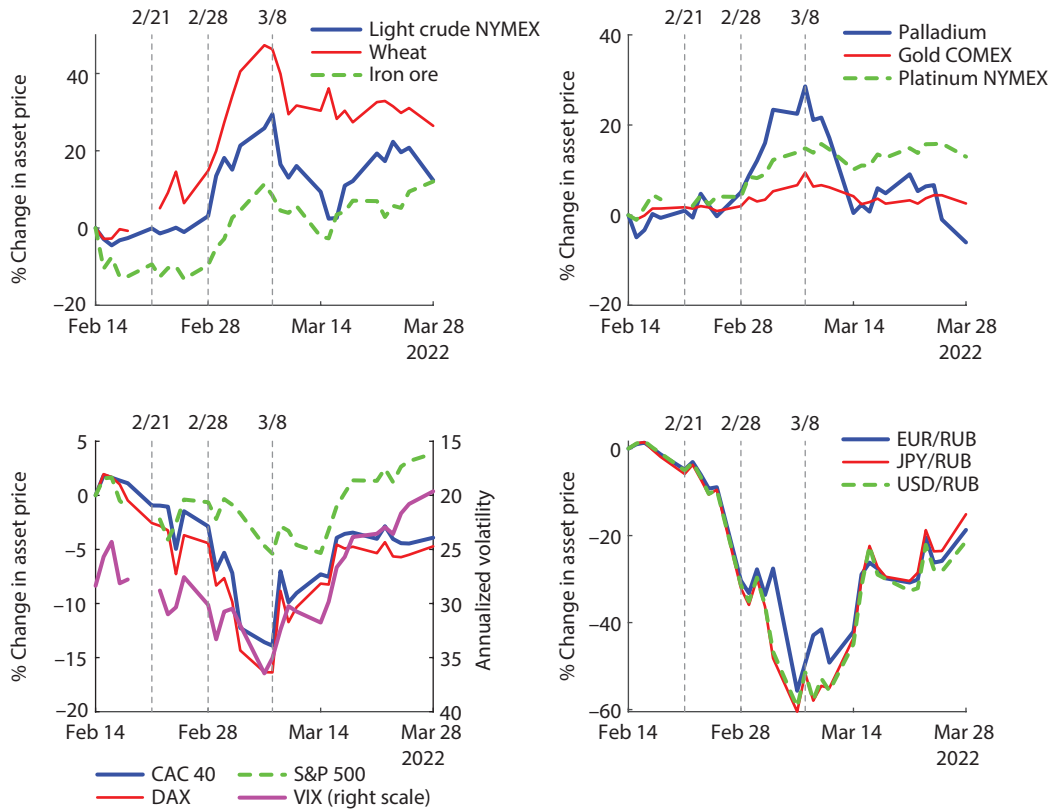 2/21 2/28 3/8
Light crude NYMEX
Wheat
Iron ore
% Change in asset price
40
20
0
–20
Feb 14 Feb 28 Mar 14 Mar 28
2022
2/21 2/28 3/8
Palladium
Gold COMEX
Platinum NYMEX
% Change in asset price
40
20
0
–20
Feb 14 Feb 28 Mar 14 Mar 28
2022
2/21 2/28 3/8
% Change in asset price
5
0
–5
–10
–15
–20
15
20
25
30
35
40
Annualized volatility
Feb 14 Feb 28 Mar 14 Mar 28
2022
CAC 40 S&P 500
DAX VIX (right scale)
2/21 2/28 3/8
EUR/RUB
JPY/RUB
USD/RUB
% Change in asset price
0
–20
–40
–60
Feb 14 Feb 28 Mar 14 Mar 28
2022